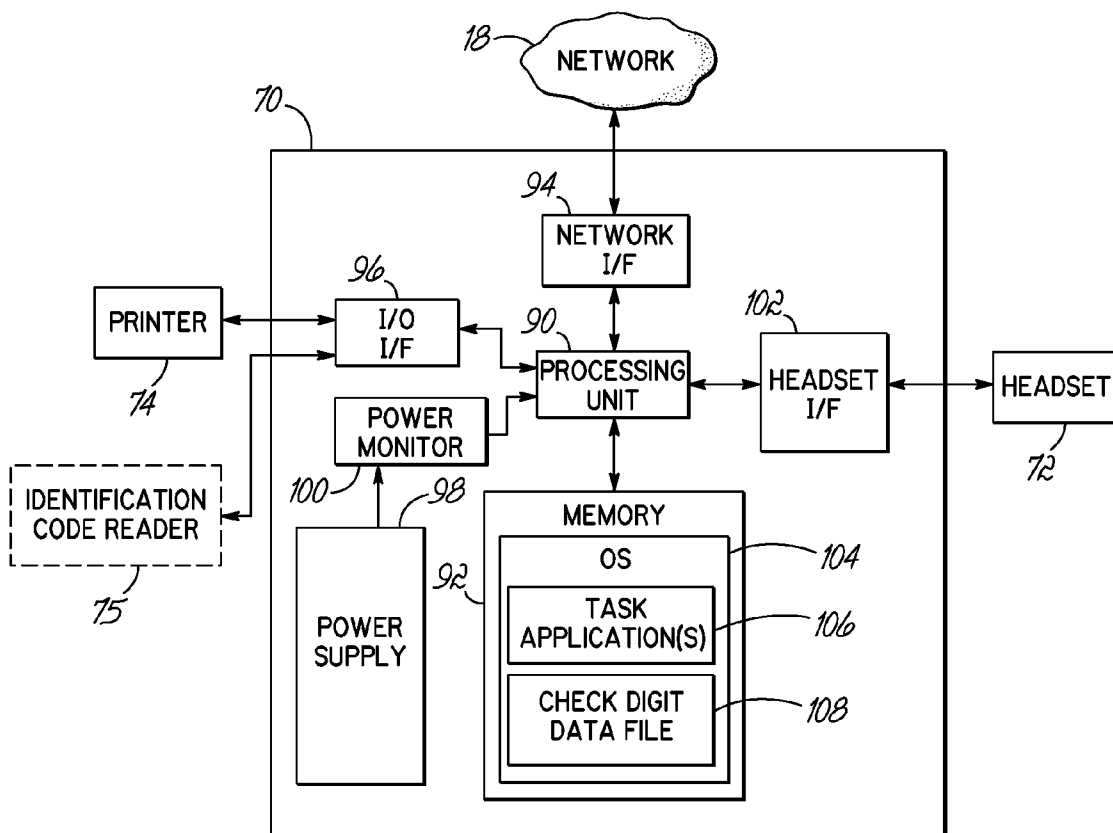 18
NETWORK
70
94
NETWORK
I/F
96
I/O
I/F
PRINTER
74
90
PROCESSING
UNIT
102
HEADSET
I/F
HEADSET
72
POWER
MONITOR
100
IDENTIFICATION
CODE READER
75
98
POWER
SUPPLY
92
MEMORY
OS
104
TASK
APPLICATION(S)
106
CHECK DIGIT
DATA FILE
108